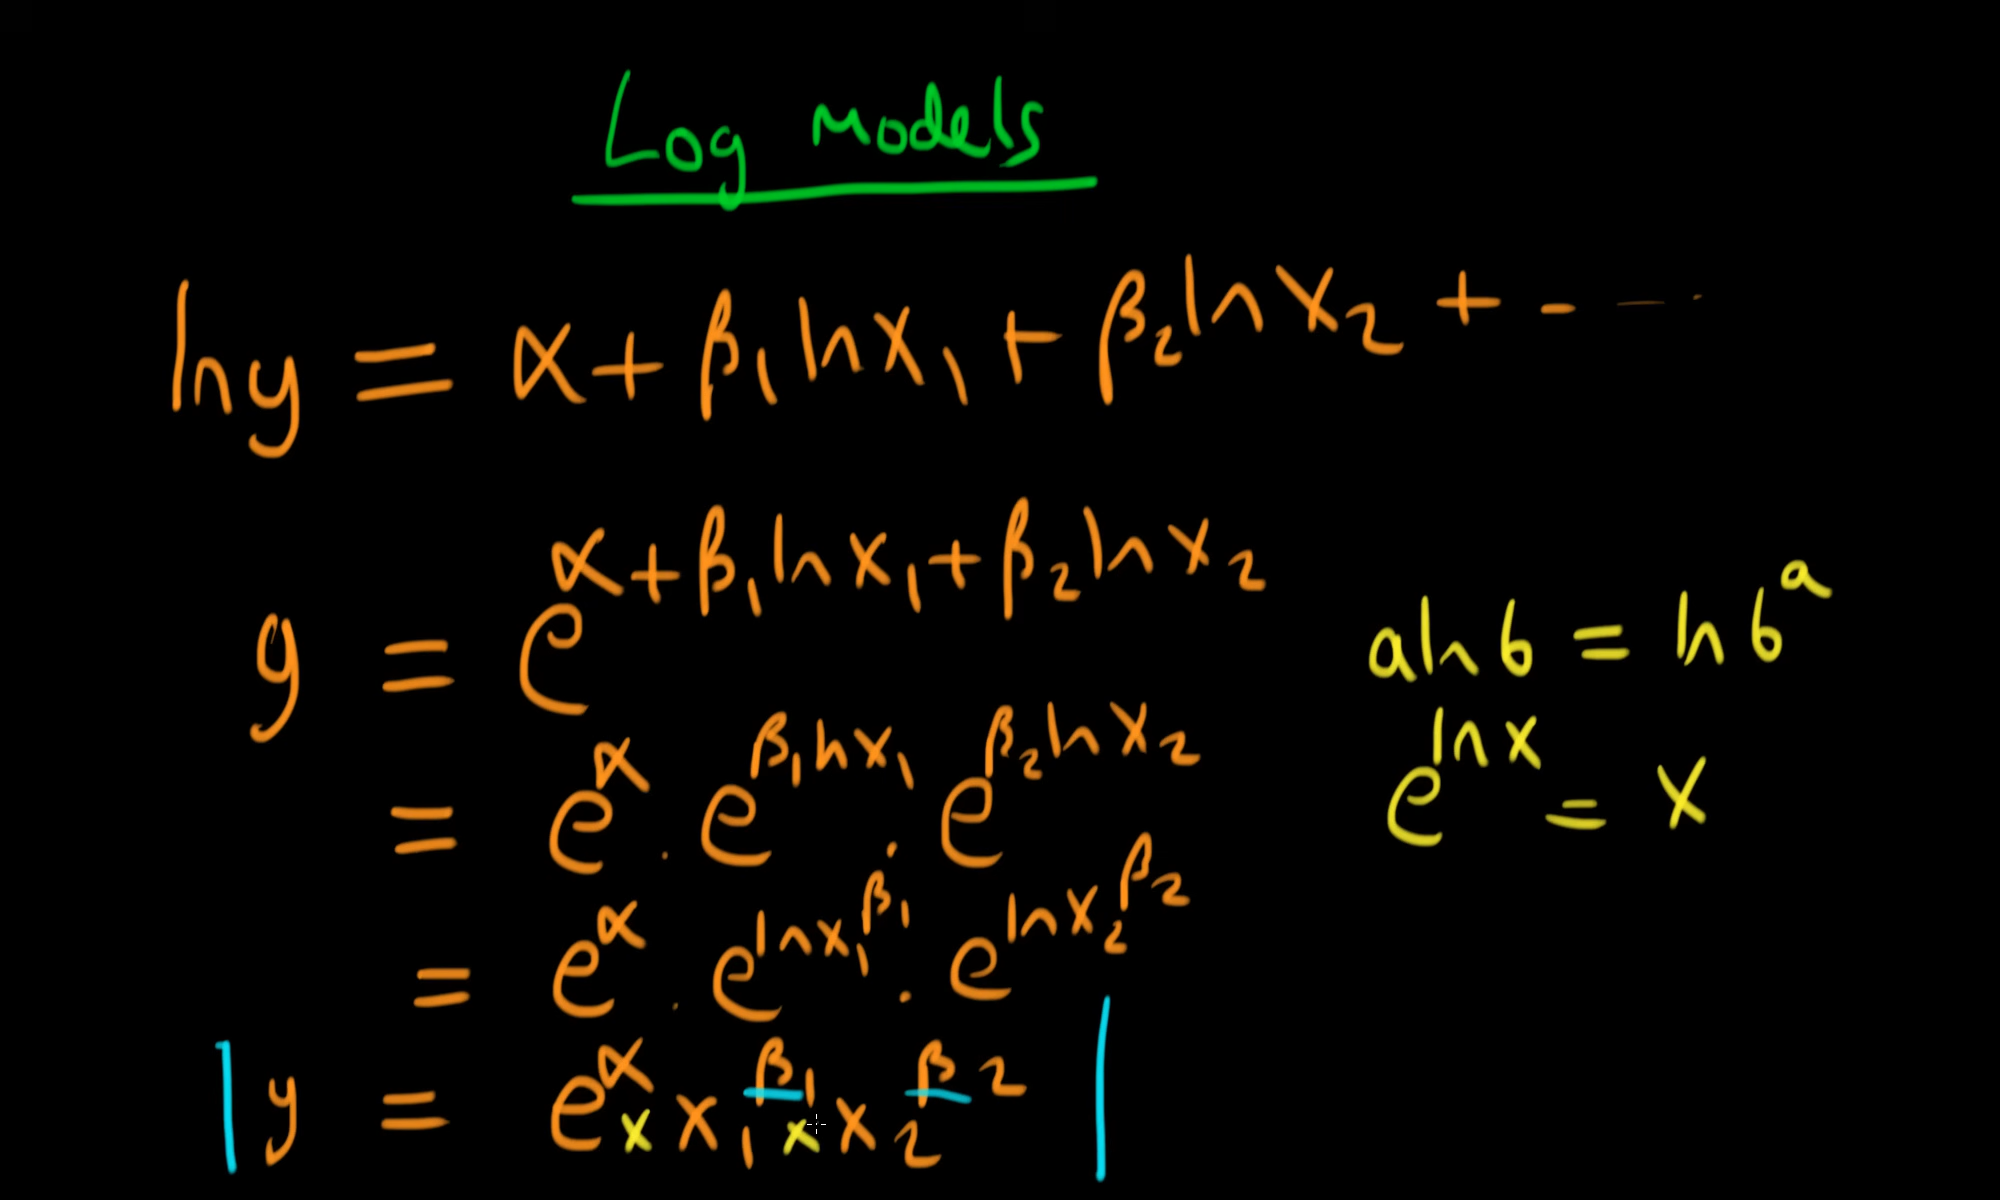 Log Models
ln y = α + β₁ ln x₁ + β₂ ln x₂ + - - -
y = e^(α + β₁ ln x₁ + β₂ ln x₂)
a ln b = ln b^a
= e^α . e^(β₁ ln x₁) . e^(β₂ ln x₂)
e^(ln x) = x
= e^α . e^(ln x₁^β₁) . e^(ln x₂^β₂)
| y = e^α x x₁^β₁ x x₂^β₂ |